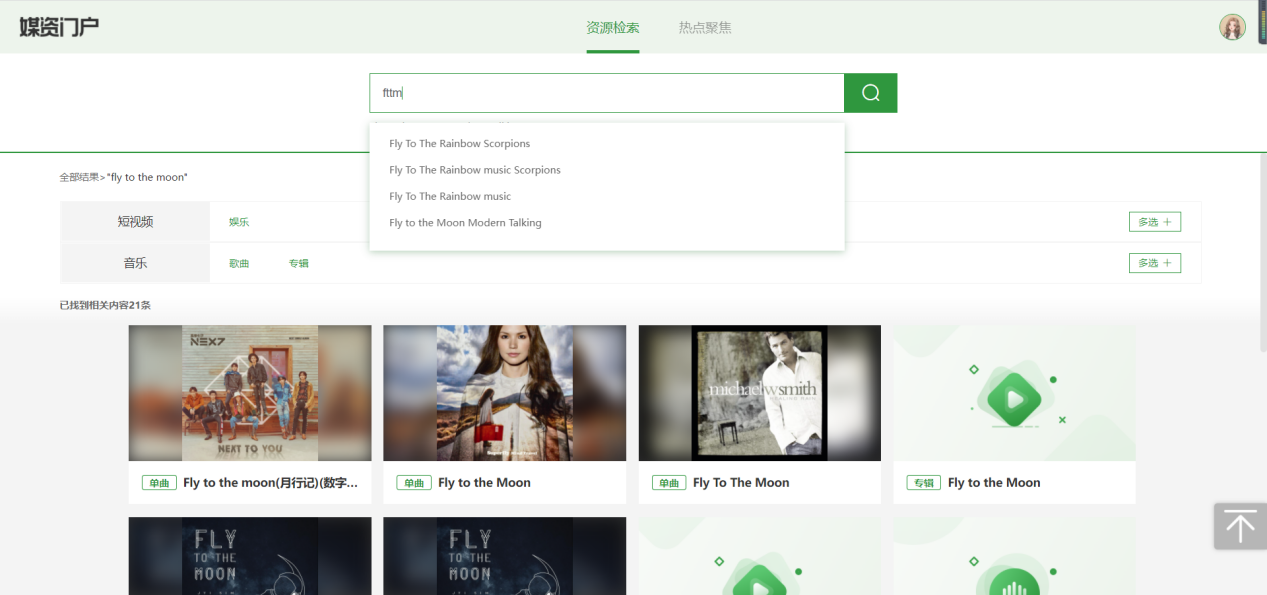 媒资门户
资源检索
热点聚焦
fttm
Fly To The Rainbow Scorpions
Fly To The Rainbow music Scorpions
Fly To The Rainbow music
Fly to the Moon Modern Talking
全部结果>"fly to the moon"
短视频
娱乐
多选 +
音乐
歌曲
专辑
多选 +
已找到相关内容21条
NEX7
NEXT TO YOU
michaelwsmith
单曲 Fly to the moon(月行记)(数字...
单曲 Fly to the Moon
单曲 Fly To The Moon
专辑 Fly to the Moon
FLY
TO THE
MOON
FLY
TO THE
MOON